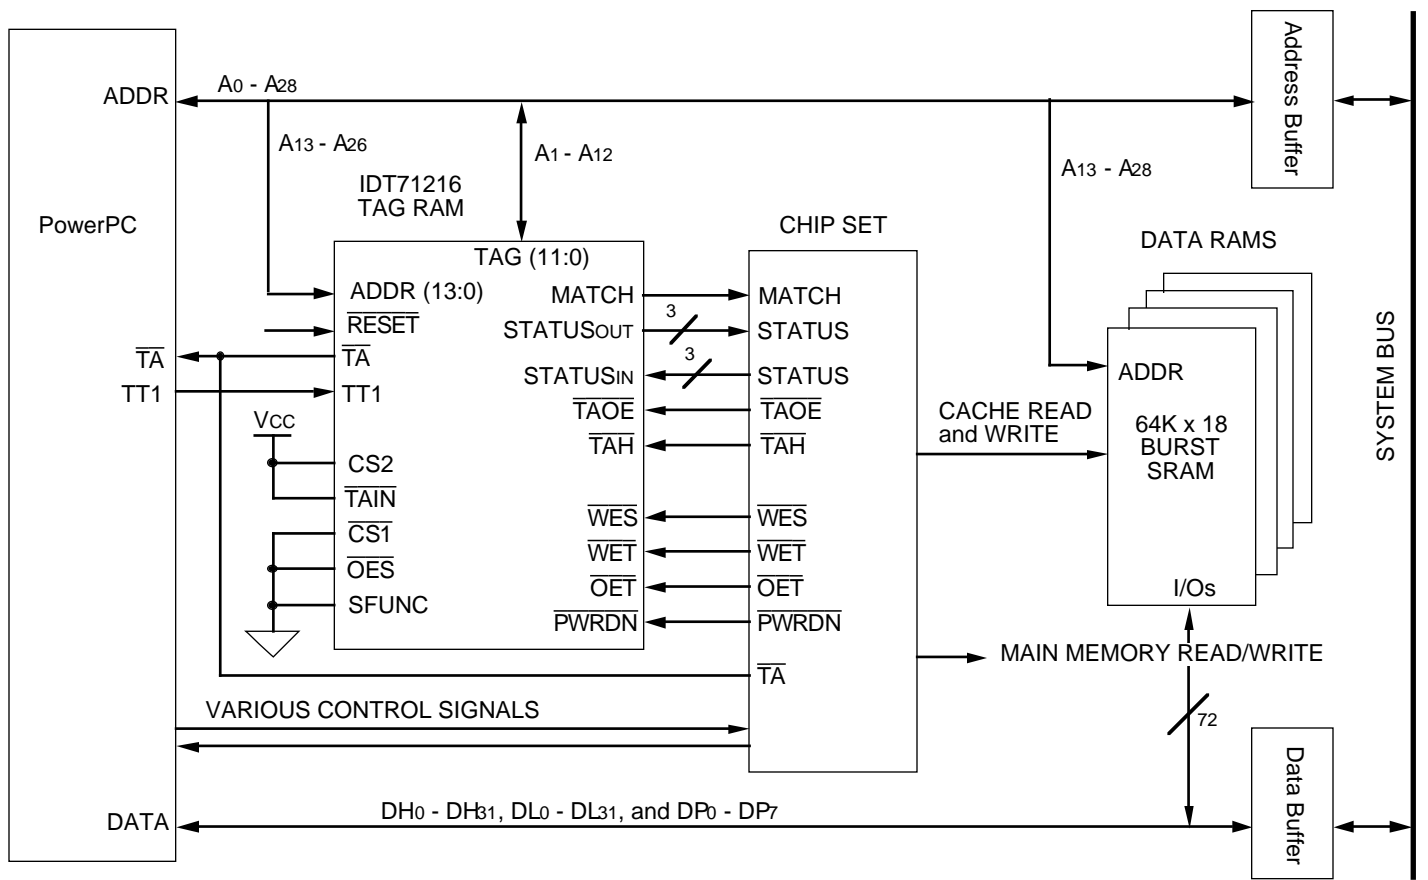 ADDR
A0 - A28
A13 - A26
A1 - A12
A13 - A28
Address Buffer
IDT71216
TAG RAM
PowerPC
CHIP SET
DATA RAMS
SYSTEM BUS
TAG (11:0)
ADDR (13:0)
RESET
TA
TT1
TA
TT1
VCC
CS2
TAIN
CS1
OES
SFUNC
MATCH
STATUSOUT
STATUSIN
TAOE
TAH
WES
WET
OET
PWRDN
3
3
MATCH
STATUS
STATUS
TAOE
TAH
WES
WET
OET
PWRDN
TA
CACHE READ
and WRITE
ADDR
64K x 18
BURST
SRAM
I/Os
MAIN MEMORY READ/WRITE
72
VARIOUS CONTROL SIGNALS
DATA
DH0 - DH31, DL0 - DL31, and DP0 - DP7
Data Buffer